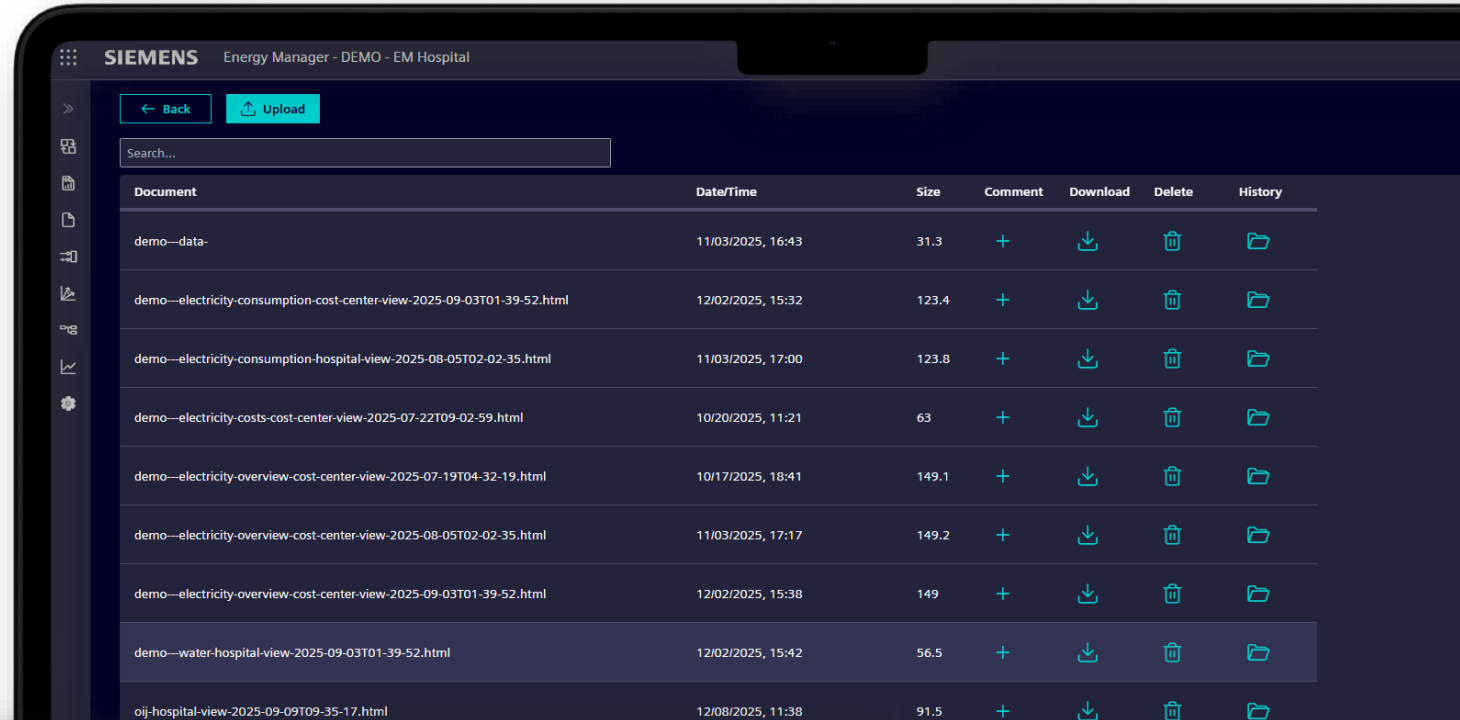 SIEMENS Energy Manager - DEMO - EM Hospital
Back Upload
Search...
Document Date/Time Size Comment Download Delete History
demo---data- 11/03/2025, 16:43 31.3
demo---electricity-consumption-cost-center-view-2025-09-03T01-39-52.html 12/02/2025, 15:32 123.4
demo---electricity-consumption-hospital-view-2025-08-05T02-02-35.html 11/03/2025, 17:00 123.8
demo---electricity-costs-cost-center-view-2025-07-22T09-02-59.html 10/20/2025, 11:21 63
demo---electricity-overview-cost-center-view-2025-07-19T04-32-19.html 10/17/2025, 18:41 149.1
demo---electricity-overview-cost-center-view-2025-08-05T02-02-35.html 11/03/2025, 17:17 149.2
demo---electricity-overview-cost-center-view-2025-09-03T01-39-52.html 12/02/2025, 15:38 149
demo---water-hospital-view-2025-09-03T01-39-52.html 12/02/2025, 15:42 56.5
oij-hospital-view-2025-09-09T09-35-17.html 12/08/2025, 11:38 91.5